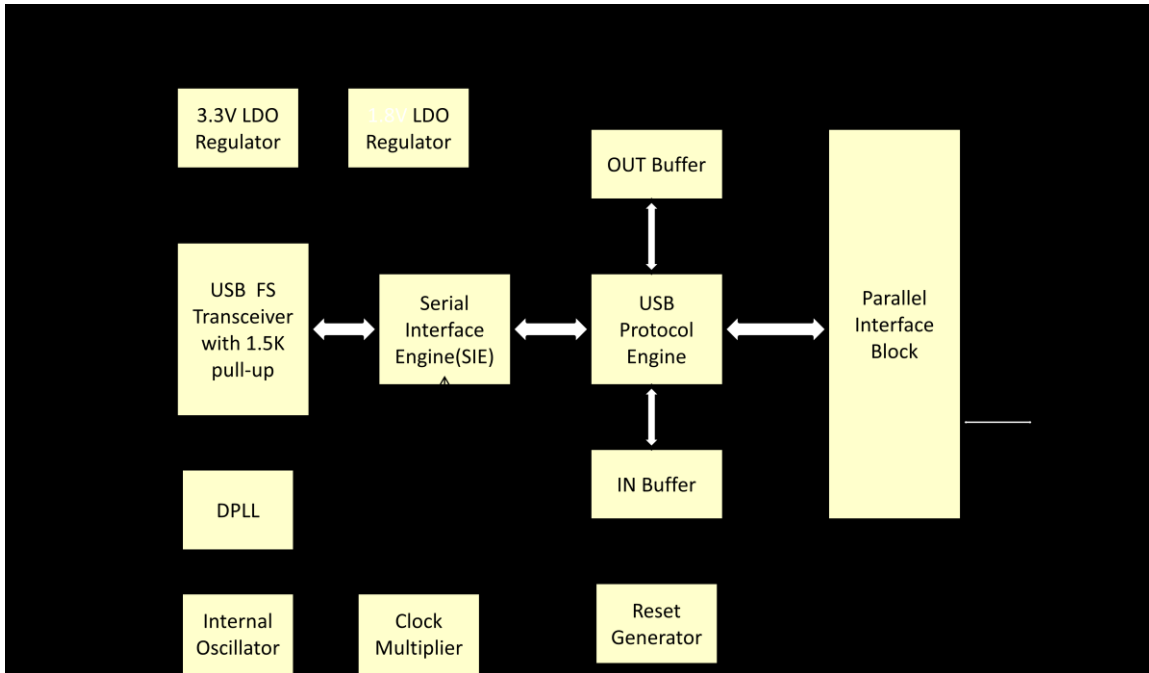 3.3V LDO
Regulator
1.8V LDO
Regulator
OUT Buffer
USB FS
Transceiver
with 1.5K
pull-up
Serial
Interface
Engine(SIE)
USB
Protocol
Engine
Parallel
Interface
Block
IN Buffer
DPLL
Internal
Oscillator
Clock
Multiplier
Reset
Generator